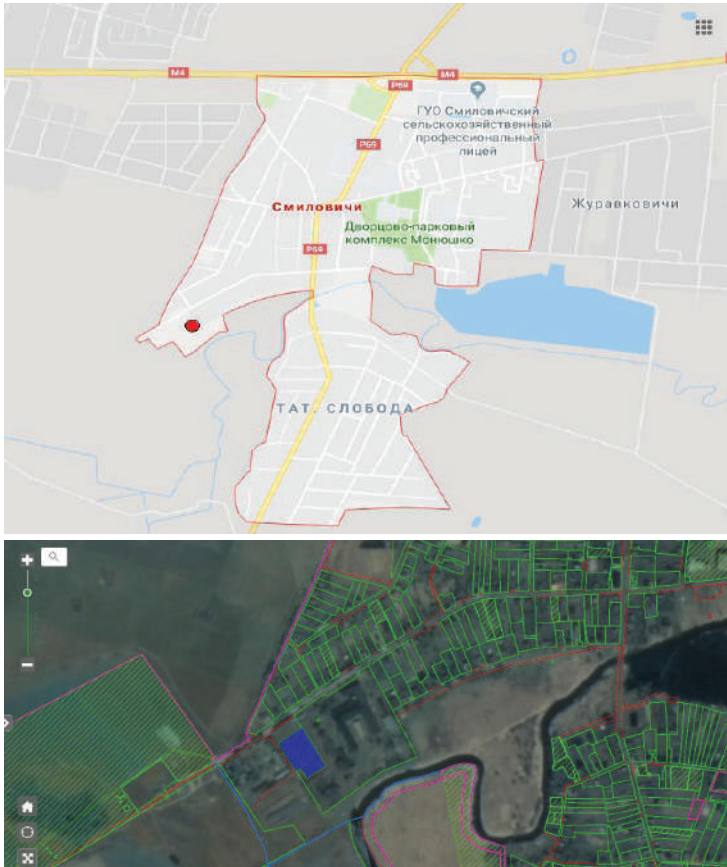 M4
M4
P69
ГУО Смиловичский
сельскохозяйственный
профессиональный
лицей
P69
Смиловичи
Журавковичи
Дворцово-парковый
комплекс Монюшко
P69
ТАТ. СЛОБОДА